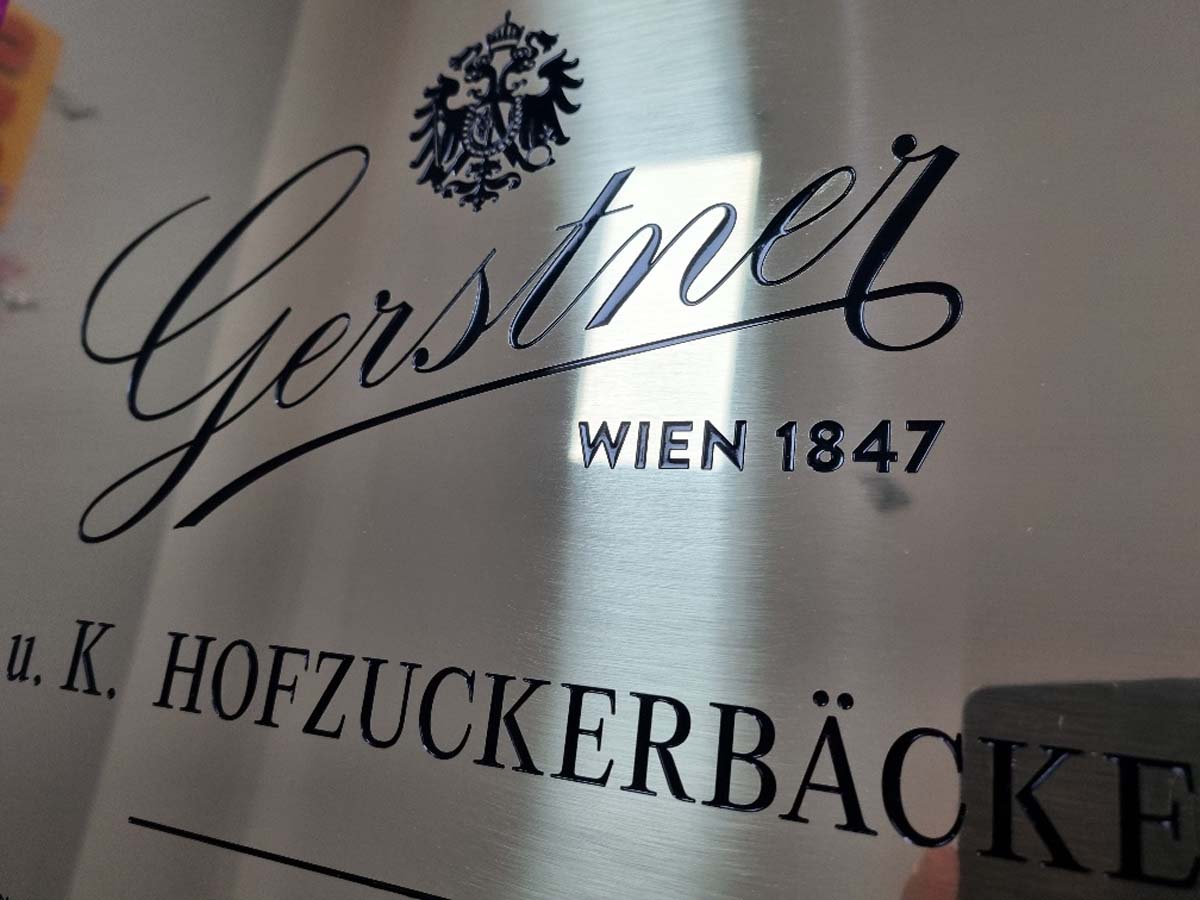 Gerstner
WIEN 1847
u. K. HOFZUCKERBÄCKE